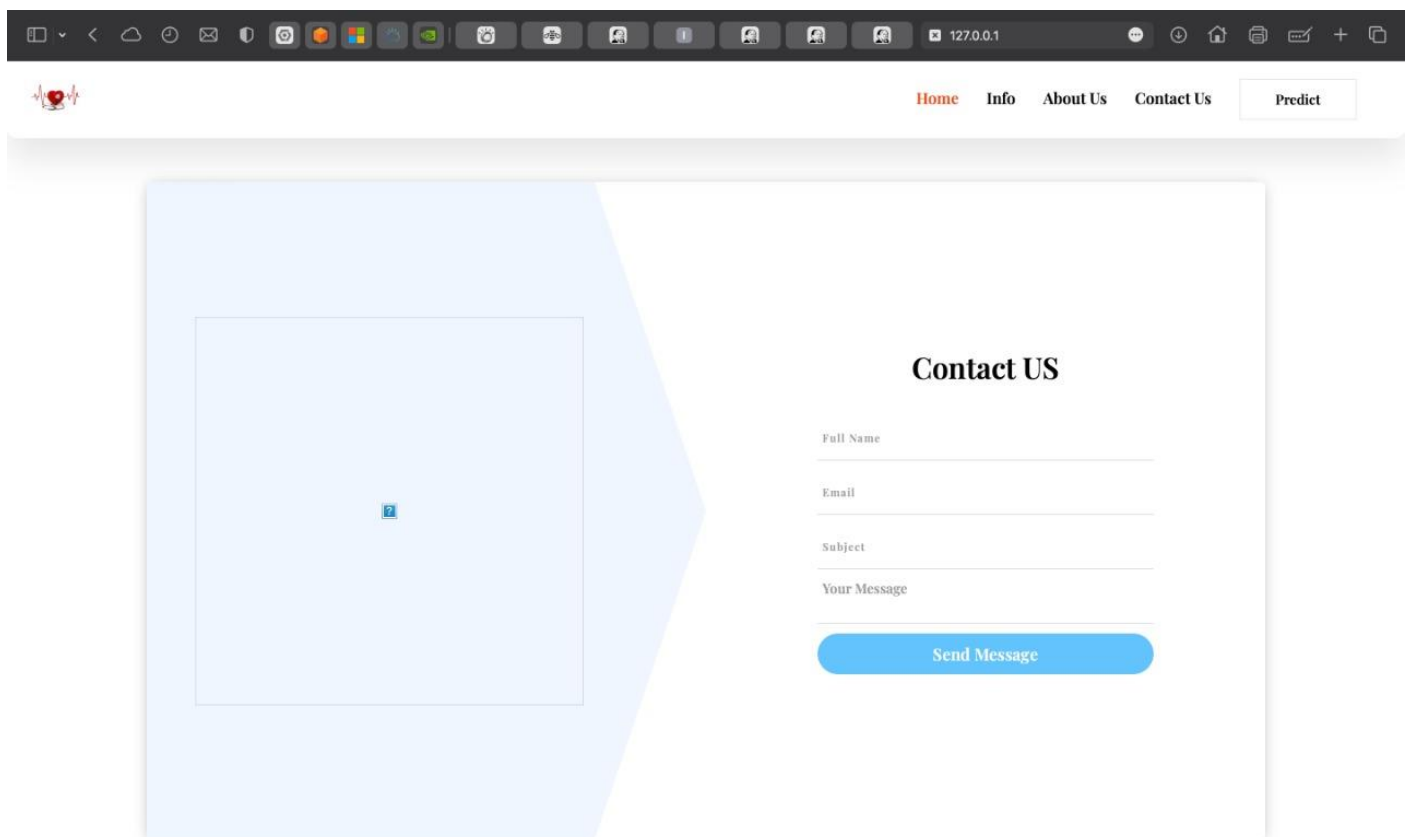 127.0.0.1
Home Info About Us Contact Us Predict
Contact US
Full Name
Email
Subject
Your Message
Send Message